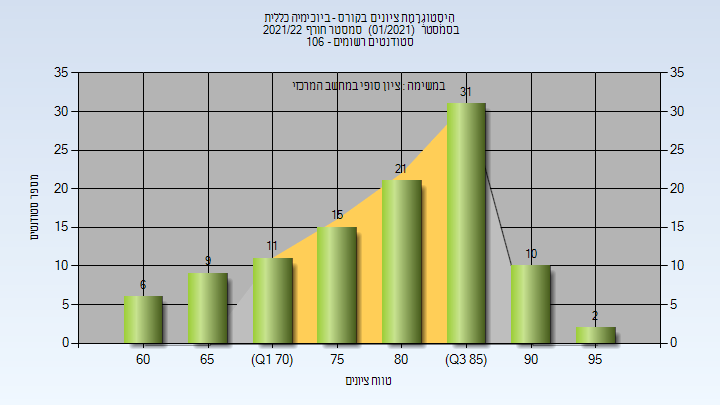 היסטוגרמת ציונים בקורס - ביוכימיה כללית
בסמסטר (01/2021) סמסטר חורף 2021/22
סטודנטים רשומים - 106
במשימה : ציון סופי במחשב המרכזי
35 35
30 30
25 25
20 20
15 15
10 10
5 5
0 0
מספר סטודנטים
6 9 11 15 21 31 10 2
60 65 (Q1 70) 75 80 (Q3 85) 90 95
טווח ציונים